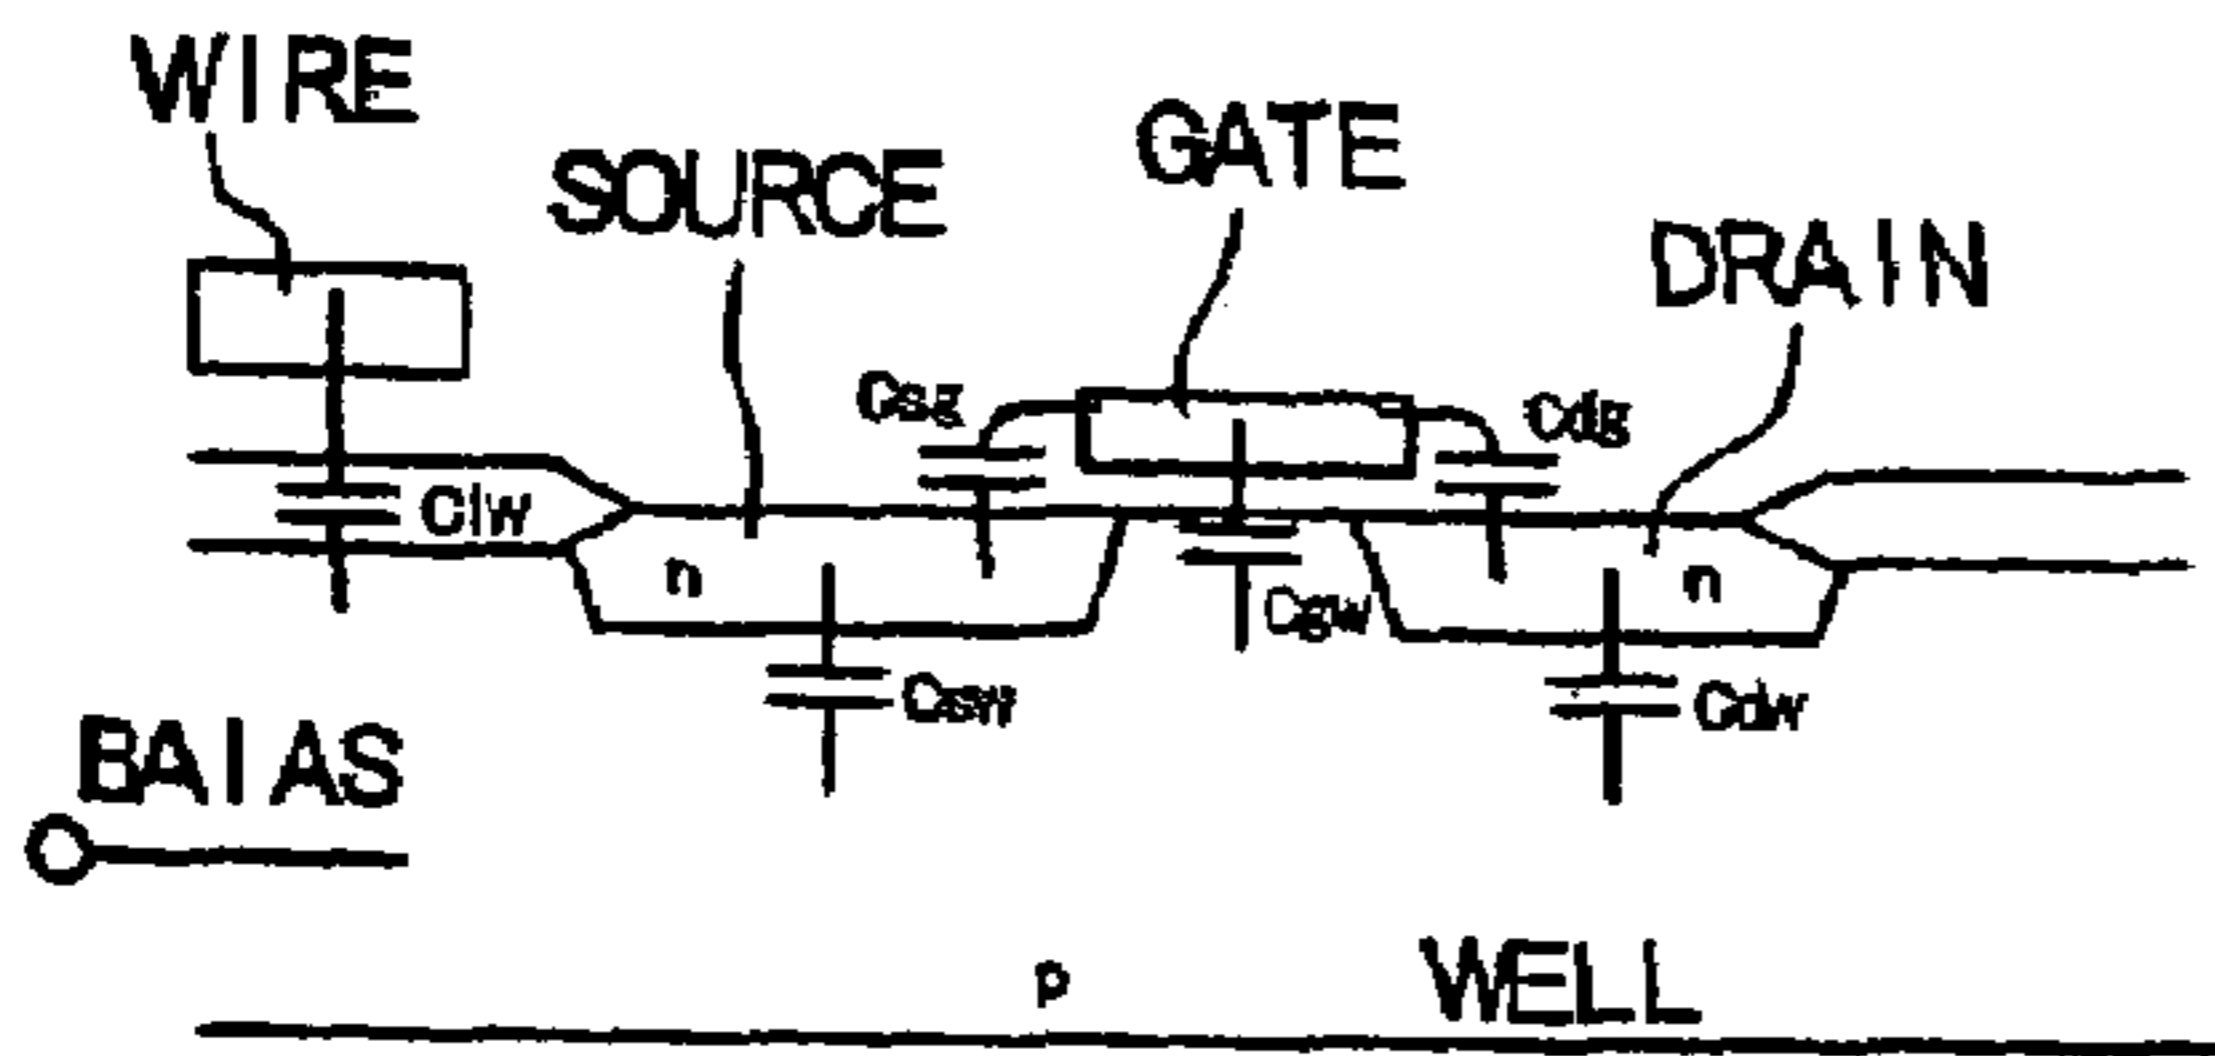 WIRE
SOURCE
GATE
DRAIN
Csg
Cdg
Clw
n
n
Cgw
Csw
Cdw
BAIAS
p
WELL